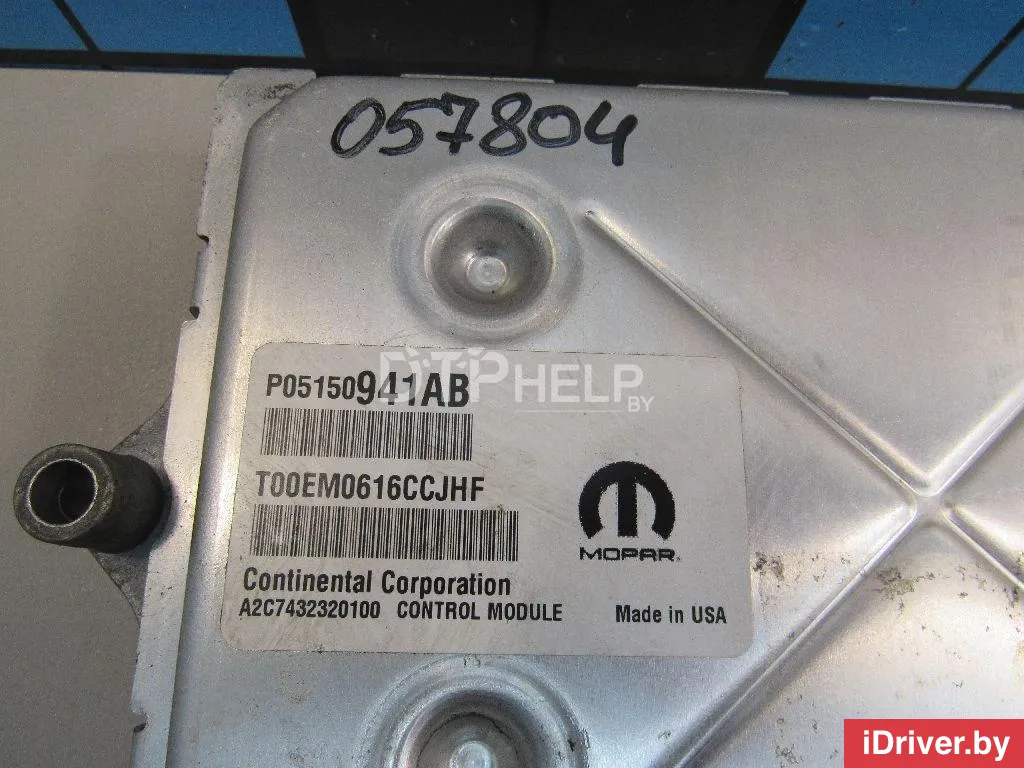 057804
P05150941AB
DTPHELP
BY
T00EM0616CCJHF
MOPAR
Continental Corporation
A2C7432320100 CONTROL MODULE Made in USA
iDriver.by